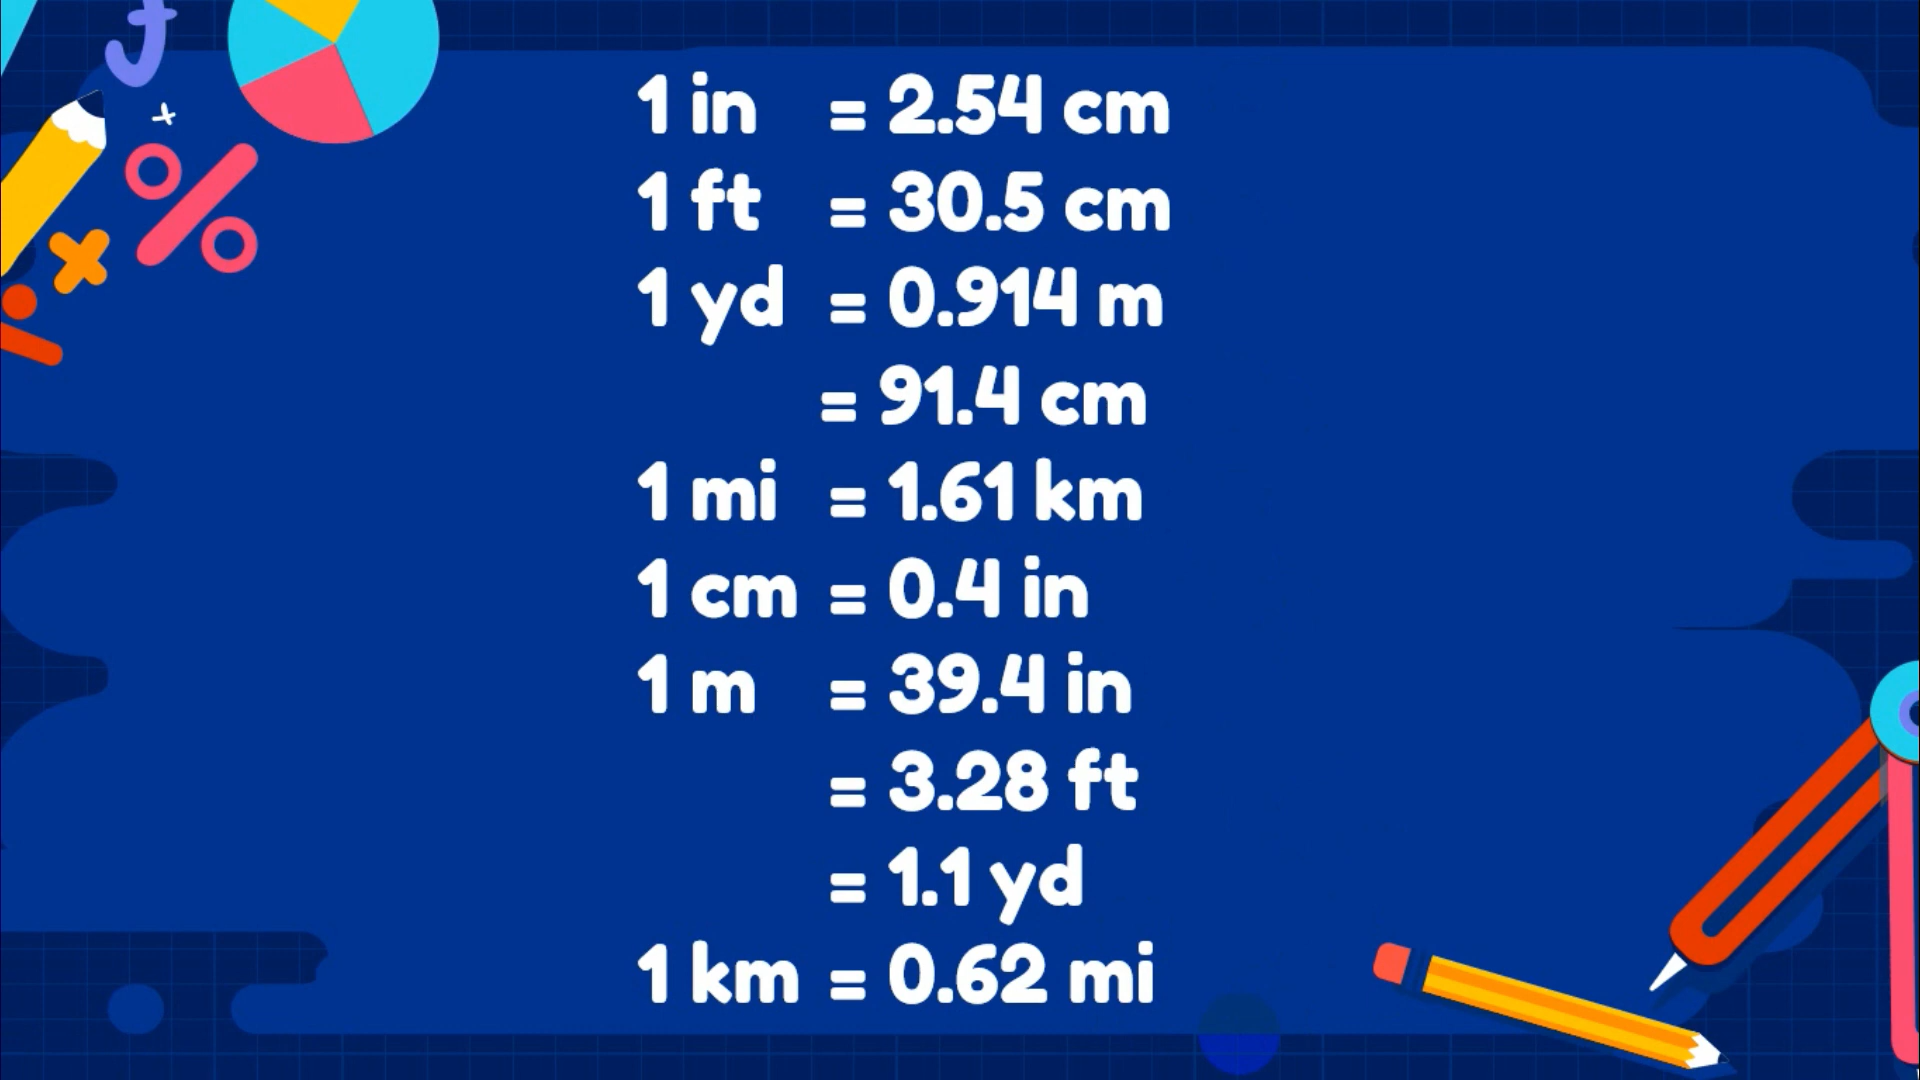 1 in = 2.54 cm
1 ft = 30.5 cm
1 yd = 0.914 m
= 91.4 cm
1 mi = 1.61 km
1 cm = 0.4 in
1 m = 39.4 in
= 3.28 ft
= 1.1 yd
1 km = 0.62 mi